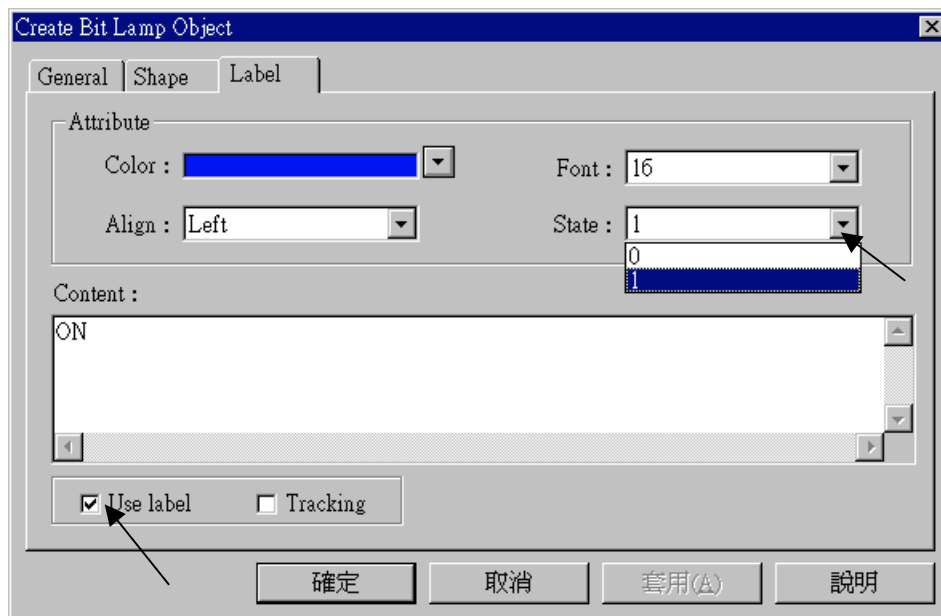 Create Bit Lamp Object
General Shape Label
Attribute
Color : Font : 16
Align : Left State : 1
0
1
Content :
ON
Use label Tracking
確定 取消 套用(A) 說明